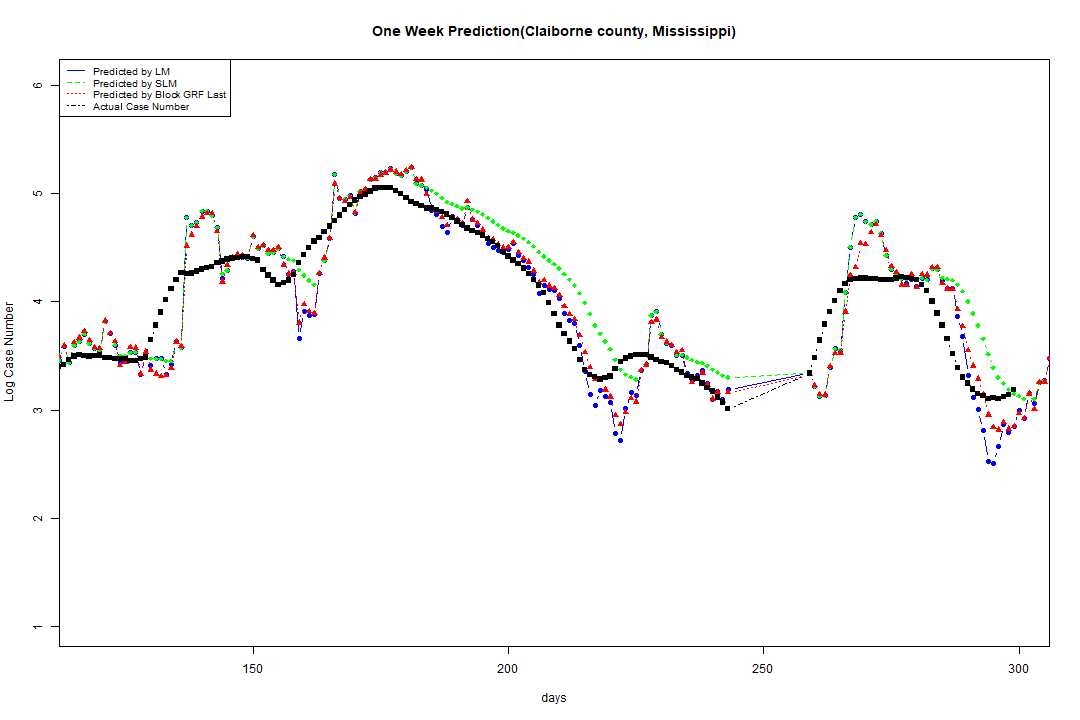 One Week Prediction(Claiborne county, Mississippi)
Predicted by LM
Predicted by SLM
Predicted by Block GRF Last
Actual Case Number
Log Case Number
6
5
4
3
2
1
150 200 250 300
days